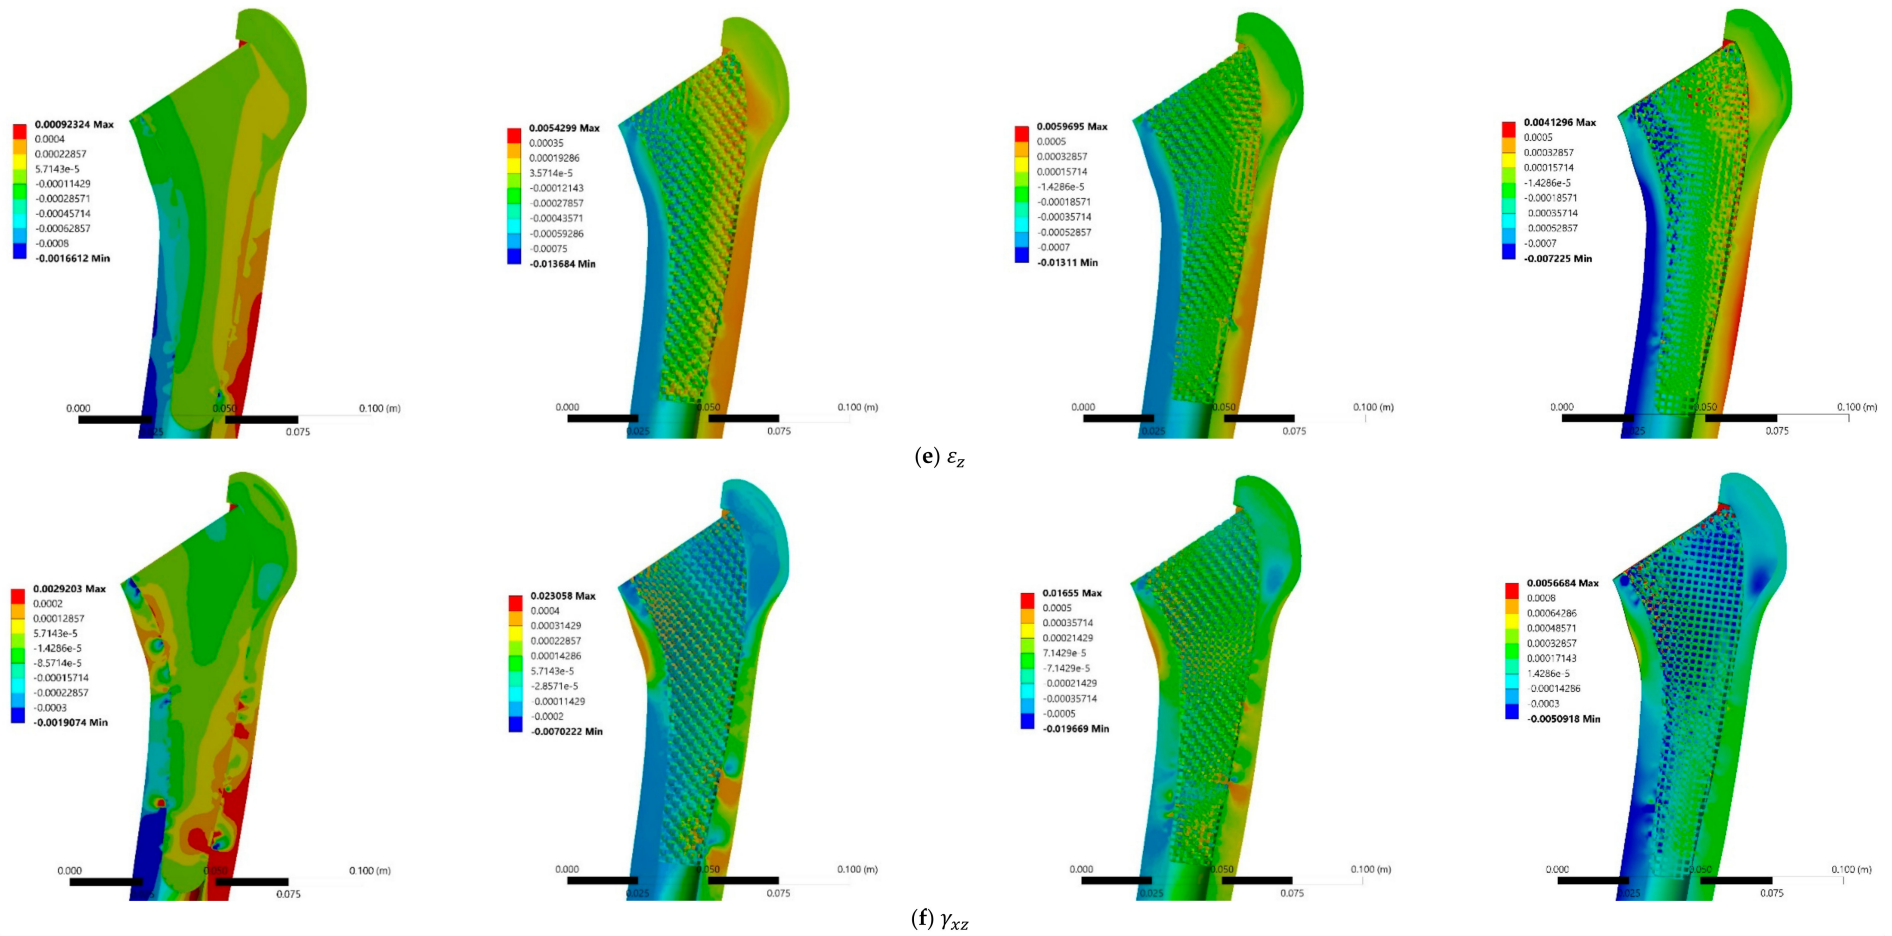 0.00092324 Max
0.0004
0.00022857
5.7143e-5
-0.00011429
-0.00028571
-0.00045714
-0.00062857
-0.0008
-0.0016612 Min
0.000
0.050
0.100 (m)
0.075
0.0054299 Max
0.00035
0.00019286
3.5714e-5
-0.00012143
-0.00027857
-0.00043571
-0.00059286
-0.00075
-0.013684 Min
0.000
0.050
0.100 (m)
0.025
0.075
0.0059695 Max
0.0005
0.00032857
0.00015714
-1.4286e-5
-0.00018571
-0.00035714
-0.00052857
-0.0007
-0.01311 Min
0.000
0.050
0.100 (m)
0.025
0.075
0.0041296 Max
0.0005
0.00032857
0.00015714
-1.4286e-5
-0.00018571
0.00035714
0.00052857
-0.0007
-0.007225 Min
0.000
0.050
0.100 (m)
0.025
0.075
(e) εz
0.0029203 Max
0.0002
0.00012857
5.7143e-5
-1.4286e-5
-8.5714e-5
-0.00015714
-0.00022857
-0.0003
-0.0019074 Min
0.000
0.050
0.100 (m)
0.075
0.023058 Max
0.0004
0.00031429
0.00022857
0.00014286
5.7143e-5
-2.8571e-5
-0.00011429
-0.0002
-0.0070222 Min
0.000
0.050
0.100 (m)
0.025
0.075
0.01655 Max
0.0005
0.00035714
0.00021429
7.1429e-5
-7.1429e-5
-0.00021429
-0.00035714
-0.0005
-0.019669 Min
0.000
0.050
0.100 (m)
0.025
0.075
0.0056684 Max
0.0008
0.00064286
0.00048571
0.00032857
0.00017143
1.4286e-5
-0.00014286
-0.0003
-0.0050918 Min
0.000
0.050
0.100 (m)
0.025
0.075
(f) γxz